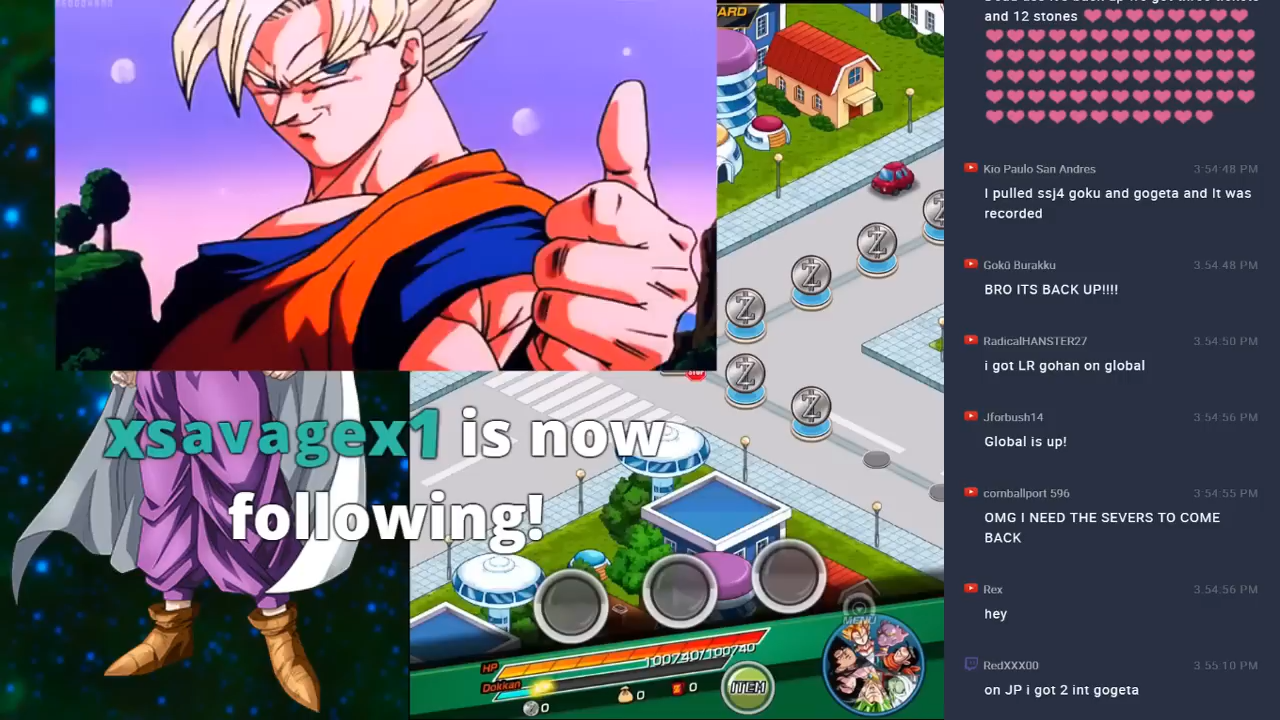 ARD
and 12 stones
Kio Paulo San Andres 3:54:48 PM
I pulled ssj4 goku and gogeta and It was
recorded
Gokū Burakku 3:54:48 PM
BRO ITS BACK UP!!!!
RadicalHANSTER27 3:54:50 PM
i got LR gohan on global
Jforbush14 3:54:56 PM
Global is up!
cornballport 596 3:54:55 PM
OMG I NEED THE SEVERS TO COME
BACK
Rex 3:54:56 PM
hey
RedXXX00 3:55:10 PM
on JP i got 2 int gogeta
xsavagex1 is now
following!
STOP
MENU
HP 100740/100740
Dokkan
ITEM
0 0 0